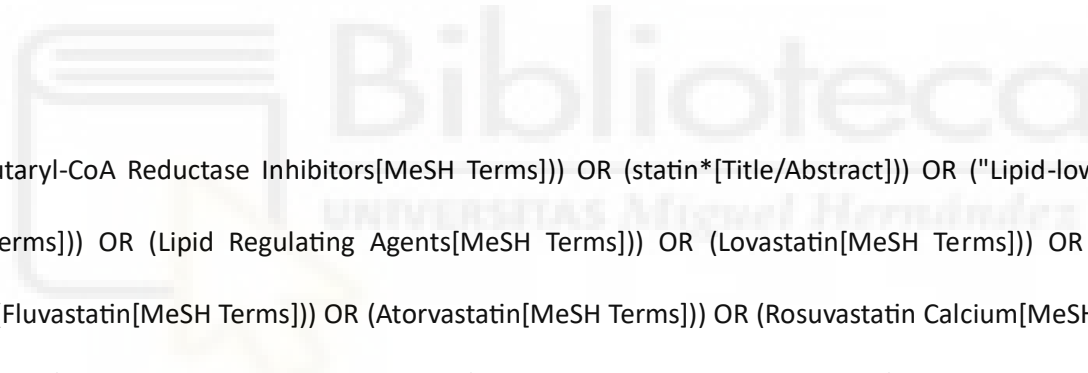 Biblioteca
utaryl-CoA Reductase Inhibitors[MeSH Terms])) OR (statin*[Title/Abstract])) OR ("Lipid-low
UNIVERSITAS Miguel Hernández
erms])) OR (Lipid Regulating Agents[MeSH Terms])) OR (Lovastatin[MeSH Terms])) OR
(Fluvastatin[MeSH Terms])) OR (Atorvastatin[MeSH Terms])) OR (Rosuvastatin Calcium[MeSH